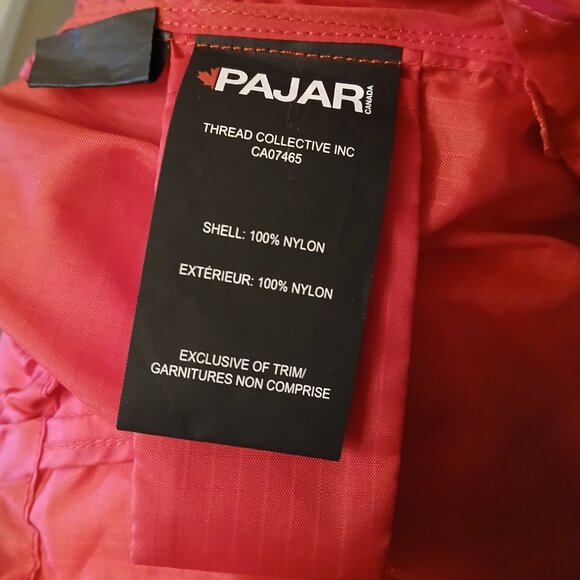 PAJAR CANADA
THREAD COLLECTIVE INC
CA07465
SHELL: 100% NYLON
EXTÉRIEUR: 100% NYLON
EXCLUSIVE OF TRIM/
GARNITURES NON COMPRISE